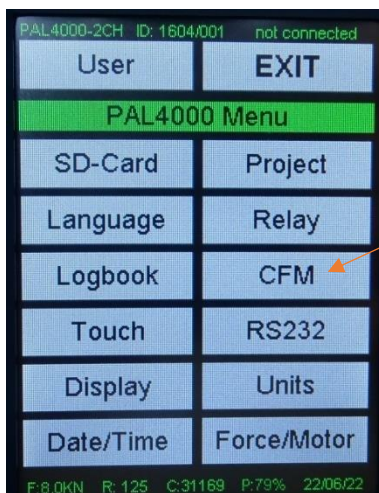 PAL4000-2CH ID: 1604/001 not connected
User EXIT
PAL4000 Menu
SD-Card Project
Language Relay
Logbook CFM
Touch RS232
Display Units
Date/Time Force/Motor
F:8.0KN R: 125 C:31169 P:79% 22/06/22